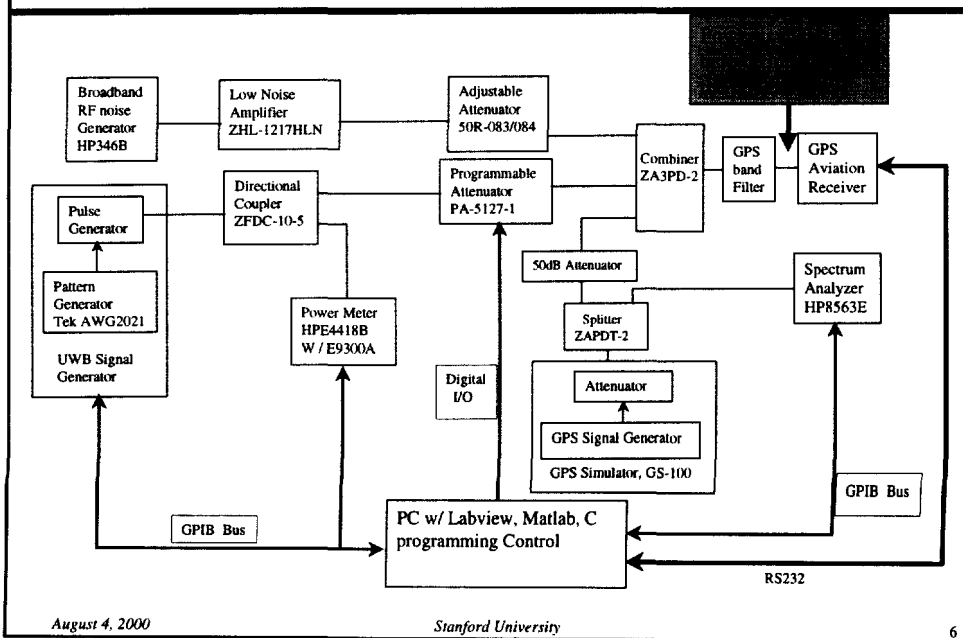 Broadband
RF noise
Generator
HP346B
Low Noise
Amplifier
ZHL-1217HLN
Adjustable
Attenuator
50R-083/084
Combiner
ZA3PD-2
GPS
band
Filter
GPS
Aviation
Receiver
Pulse
Generator
Pattern
Generator
Tek AWG2021
UWB Signal
Generator
Directional
Coupler
ZFDC-10-5
Programmable
Attenuator
PA-5127-1
Power Meter
HPE4418B
W / E9300A
50dB Attenuator
Splitter
ZAPDT-2
Spectrum
Analyzer
HP8563E
Digital
I/O
Attenuator
GPS Signal Generator
GPS Simulator, GS-100
GPIB Bus
GPIB Bus
PC w/ Labview, Matlab, C
programming Control
RS232
August 4, 2000
Stanford University
6